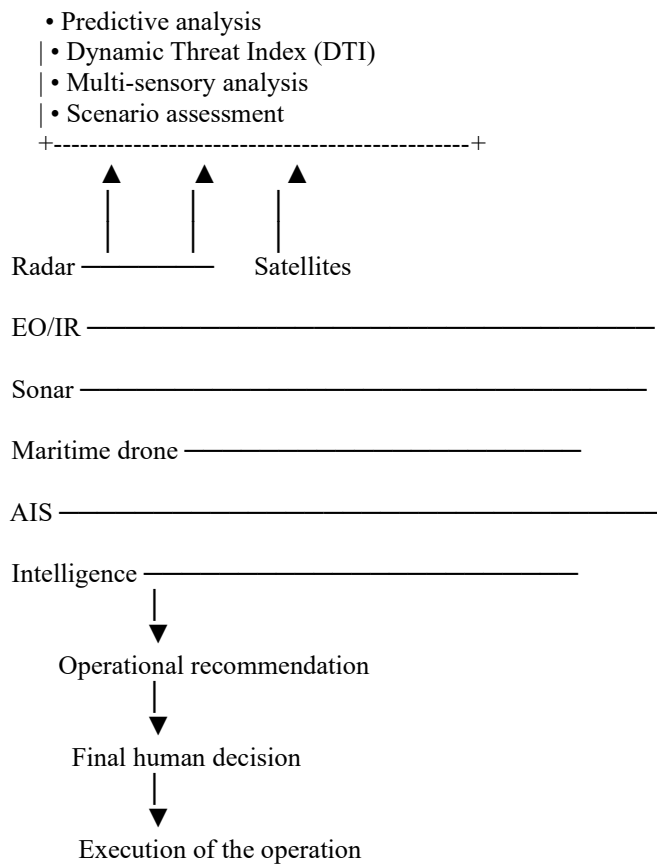 • Predictive analysis
| • Dynamic Threat Index (DTI)
| • Multi-sensory analysis
| • Scenario assessment
+-----------------------------------------------+
▲ ▲ ▲
│ │ │
│ │ │
Radar ───────── Satellites
EO/IR ───────────────────────────────────────
Sonar ───────────────────────────────────────
Maritime drone ───────────────────────────
AIS ─────────────────────────────────────────
Intelligence ──────────────────────────────
│
▼
Operational recommendation
│
▼
Final human decision
│
▼
Execution of the operation